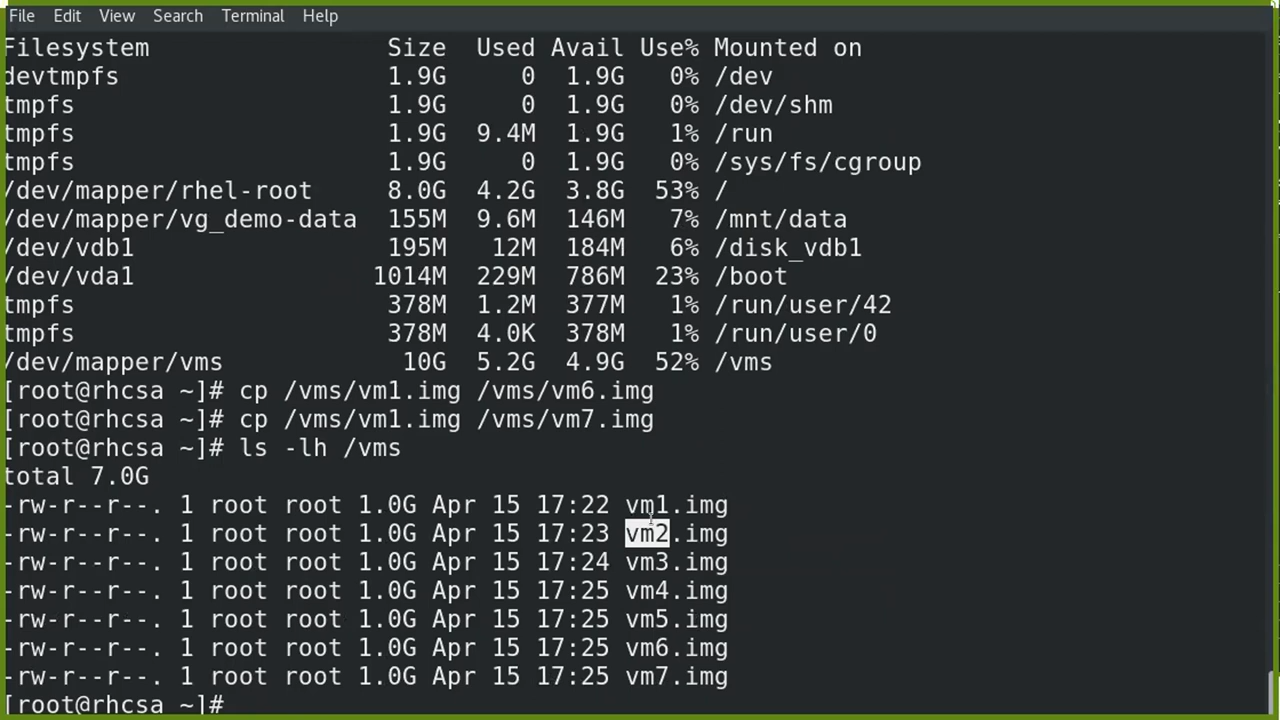 File Edit View Search Terminal Help
Filesystem Size Used Avail Use% Mounted on
devtmpfs 1.9G 0 1.9G 0% /dev
tmpfs 1.9G 0 1.9G 0% /dev/shm
tmpfs 1.9G 9.4M 1.9G 1% /run
tmpfs 1.9G 0 1.9G 0% /sys/fs/cgroup
/dev/mapper/rhel-root 8.0G 4.2G 3.8G 53% /
/dev/mapper/vg_demo-data 155M 9.6M 146M 7% /mnt/data
/dev/vdb1 195M 12M 184M 6% /disk_vdb1
/dev/vda1 1014M 229M 786M 23% /boot
tmpfs 378M 1.2M 377M 1% /run/user/42
tmpfs 378M 4.0K 378M 1% /run/user/0
/dev/mapper/vms 10G 5.2G 4.9G 52% /vms
[root@rhcsa ~]# cp /vms/vm1.img /vms/vm6.img
[root@rhcsa ~]# cp /vms/vm1.img /vms/vm7.img
[root@rhcsa ~]# ls -lh /vms
total 7.0G
-rw-r--r--. 1 root root 1.0G Apr 15 17:22 vm1.img
-rw-r--r--. 1 root root 1.0G Apr 15 17:23 vm2.img
-rw-r--r--. 1 root root 1.0G Apr 15 17:24 vm3.img
-rw-r--r--. 1 root root 1.0G Apr 15 17:25 vm4.img
-rw-r--r--. 1 root root 1.0G Apr 15 17:25 vm5.img
-rw-r--r--. 1 root root 1.0G Apr 15 17:25 vm6.img
-rw-r--r--. 1 root root 1.0G Apr 15 17:25 vm7.img
[root@rhcsa ~]#